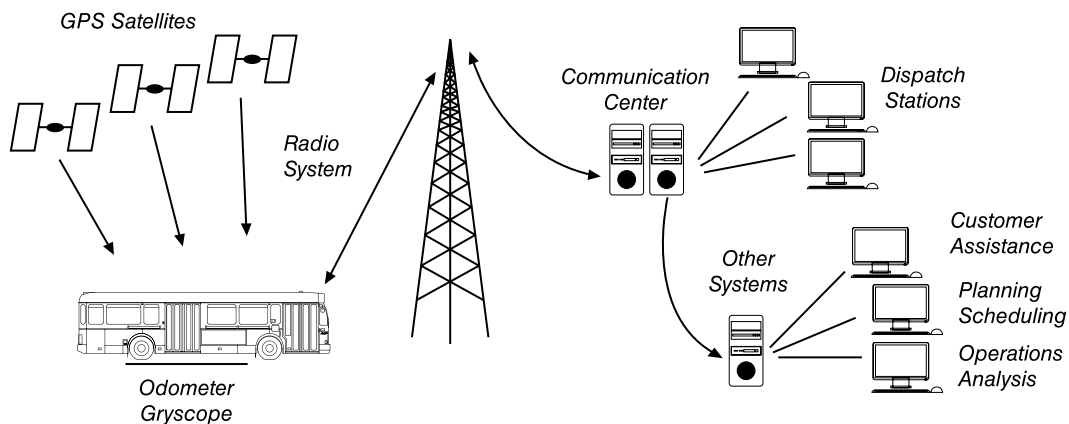 GPS Satellites
Radio
System
Communication
Center
Dispatch
Stations
Other
Systems
Customer
Assistance
Planning
Scheduling
Operations
Analysis
Odometer
Gryscope